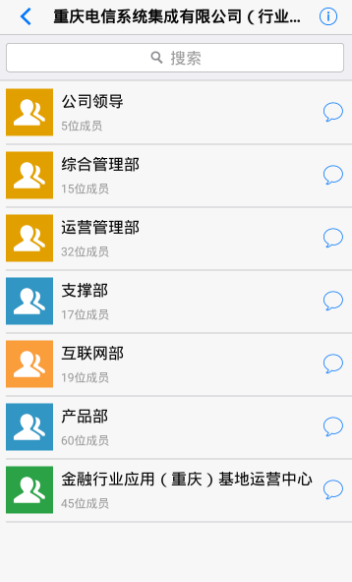 重庆电信系统集成有限公司（行业...
搜索
公司领导
5位成员
综合管理部
15位成员
运营管理部
32位成员
支撑部
17位成员
互联网部
19位成员
产品部
60位成员
金融行业应用（重庆）基地运营中心
45位成员